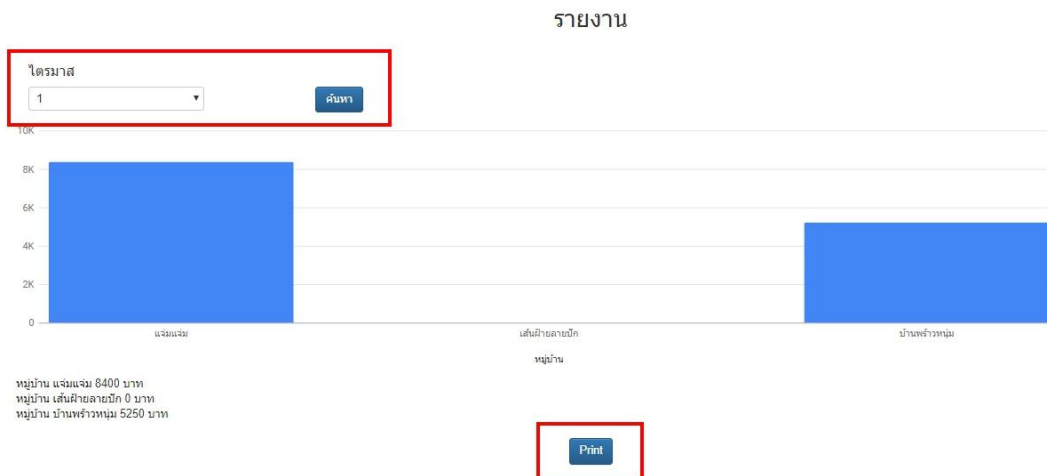 รายงาน
ไตรมาส
1
ค้นหา
10K
8K
6K
4K
2K
0
แจ่มแจ่ม
เส้นฝ้ายลายปัก
บ้านพร้าวหนุ่ม
หมู่บ้าน
หมู่บ้าน แจ่มแจ่ม 8400 บาท
หมู่บ้าน เส้นฝ้ายลายปัก 0 บาท
หมู่บ้าน บ้านพร้าวหนุ่ม 5250 บาท
Print